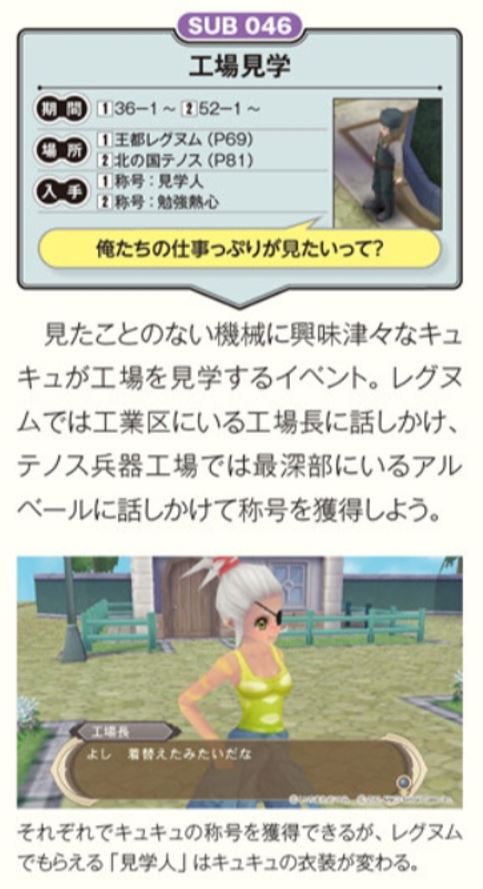 SUB 046
工場見学
期間 1 36-1～ 2 52-1～
場所 1 王都レグヌム（P69）
2 北の国テノス（P81）
入手 1 称号：見学人
2 称号：勉強熱心
俺たちの仕事っぷりが見たいって？
見たことのない機械に興味津々なキュ
キュが工場を見学するイベント。レグヌ
ムでは工業区にいる工場長に話しかけ、
テノス兵器工場では最深部にいるアル
ベールに話しかけて称号を獲得しよう。
工場長
よし 着替えたみたいだな
それぞれでキュキュの称号を獲得できるが、レグヌム
でもらえる「見学人」はキュキュの衣装が変わる。